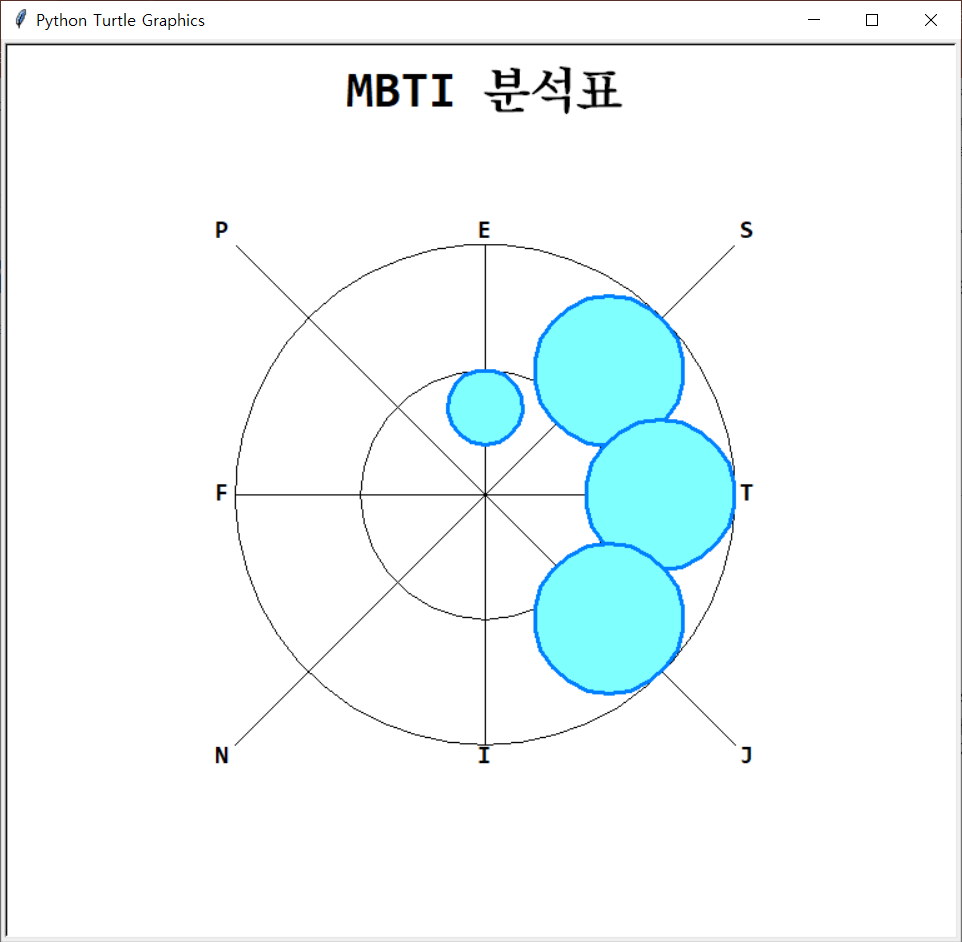 Python Turtle Graphics
MBTI 분석표
P E S
F T
N I J